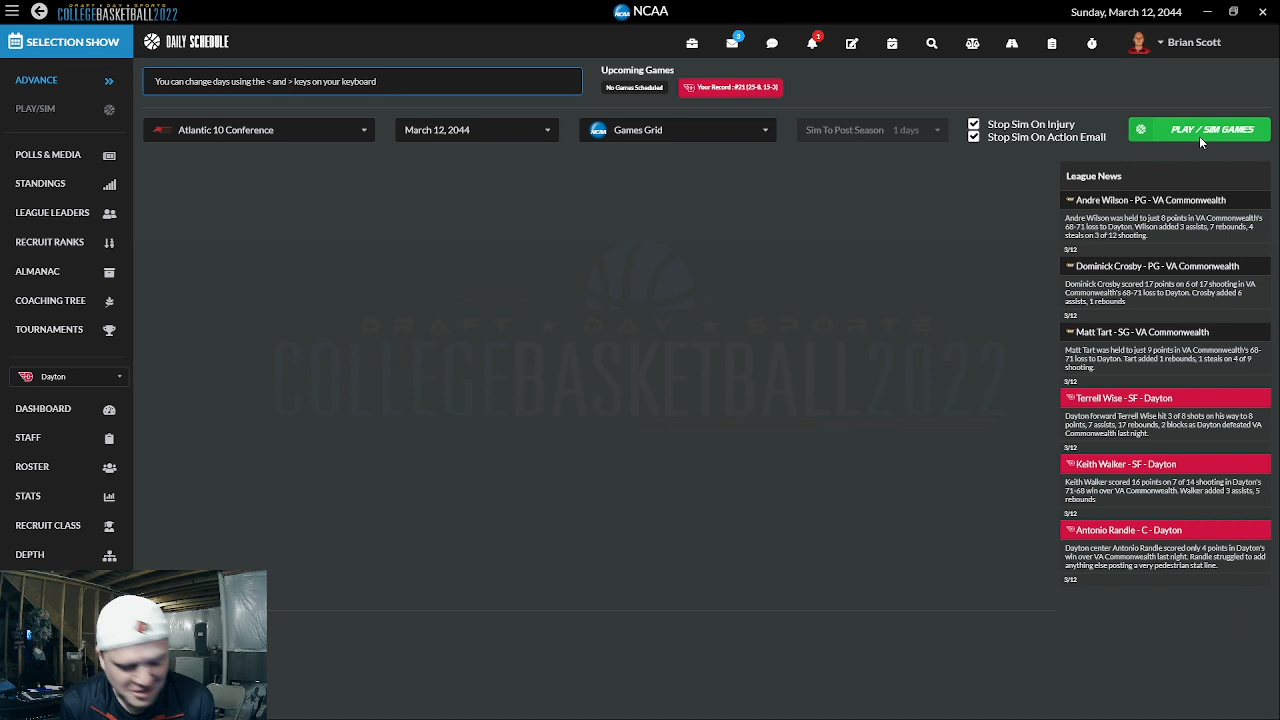 DRAFT DAY SPORTS
COLLEGEBASKETBALL2022
NCAA
Sunday, March 12, 2044
SELECTION SHOW
DAILY SCHEDULE
3
1
Brian Scott
ADVANCE
PLAY/SIM
POLLS & MEDIA
STANDINGS
LEAGUE LEADERS
RECRUIT RANKS
ALMANAC
COACHING TREE
TOURNAMENTS
Dayton
DASHBOARD
STAFF
ROSTER
STATS
RECRUIT CLASS
DEPTH
You can change days using the < and > keys on your keyboard
Upcoming Games
No Games Scheduled
Your Record : #21 (25-8, 15-3)
Atlantic 10 Conference
March 12, 2044
Games Grid
Sim To Post Season 1 days
Stop Sim On Injury
Stop Sim On Action Email
PLAY / SIM GAMES
DRAFT ★ DAY ★ SPORTS
COLLEGEBASKETBALL2022
League News
Andre Wilson - PG - VA Commonwealth
Andre Wilson was held to just 8 points in VA Commonwealth's
68-71 loss to Dayton. Wilson added 3 assists, 7 rebounds, 4
steals on 3 of 12 shooting.
3/12
Dominick Crosby - PG - VA Commonwealth
Dominick Crosby scored 17 points on 6 of 17 shooting in VA
Commonwealth's 68-71 loss to Dayton. Crosby added 6
assists, 1 rebounds
3/12
Matt Tart - SG - VA Commonwealth
Matt Tart was held to just 9 points in VA Commonwealth's 68-
71 loss to Dayton. Tart added 1 rebounds, 1 steals on 4 of 9
shooting.
3/12
Terrell Wise - SF - Dayton
Dayton forward Terrell Wise hit 3 of 8 shots on his way to 8
points, 7 assists, 17 rebounds, 2 blocks as Dayton defeated VA
Commonwealth last night.
3/12
Keith Walker - SF - Dayton
Keith Walker scored 16 points on 7 of 14 shooting in Dayton's
71-68 win over VA Commonwealth. Walker added 3 assists, 5
rebounds
3/12
Antonio Randle - C - Dayton
Dayton center Antonio Randle scored only 4 points in Dayton's
win over VA Commonwealth last night. Randle struggled to add
anything else posting a very pedestrian stat line.
3/12